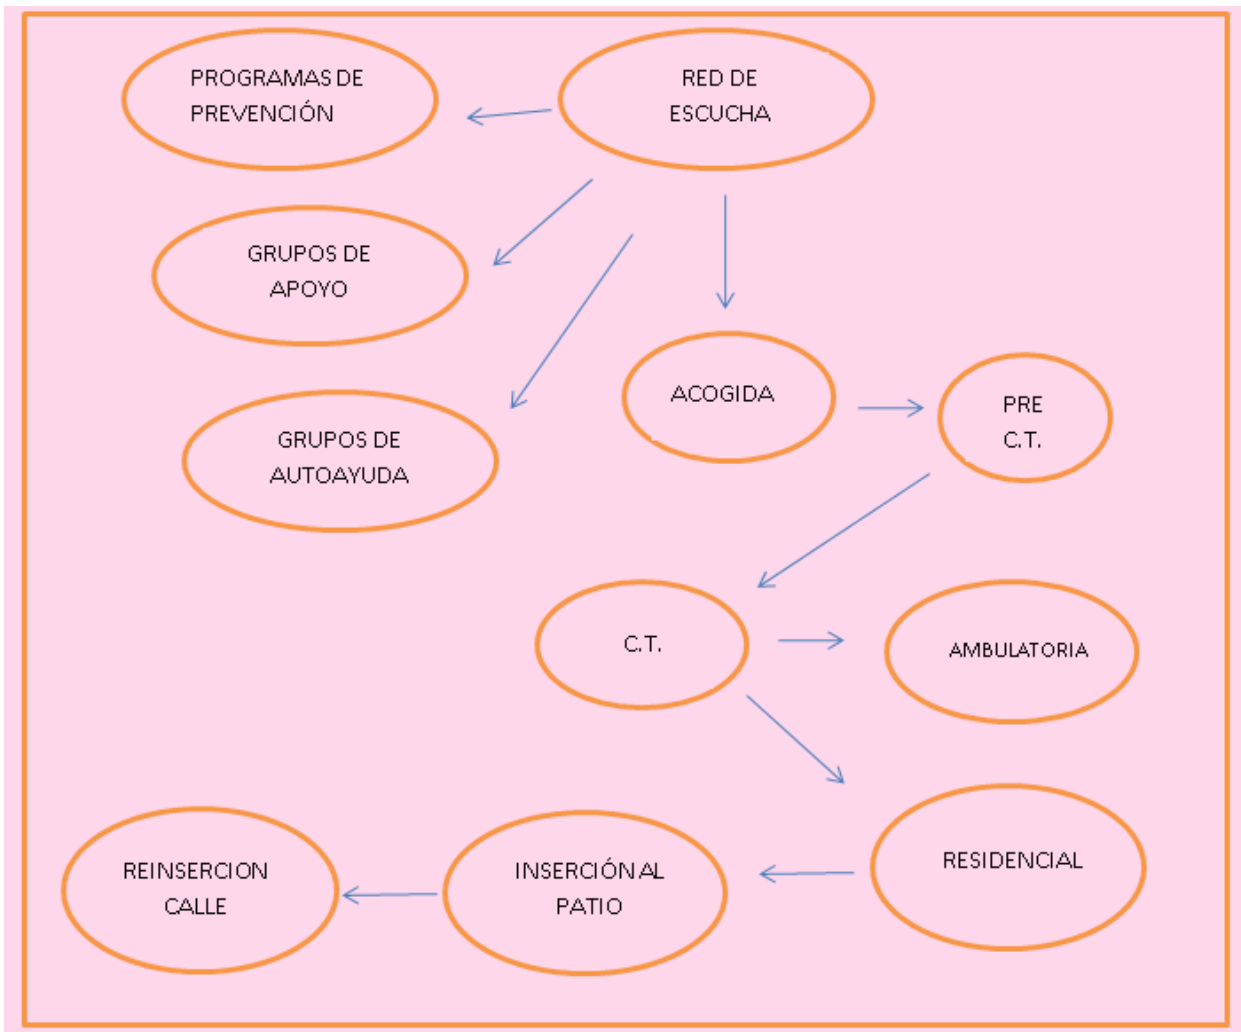 PROGRAMAS DE
PREVENCIÓN
RED DE
ESCUCHA
GRUPOS DE
APOYO
GRUPOS DE
AUTOAYUDA
ACOGIDA
PRE
C.T.
C.T.
AMBULATORIA
RESIDENCIAL
INSERCIÓN AL
PATIO
REINSERCION
CALLE